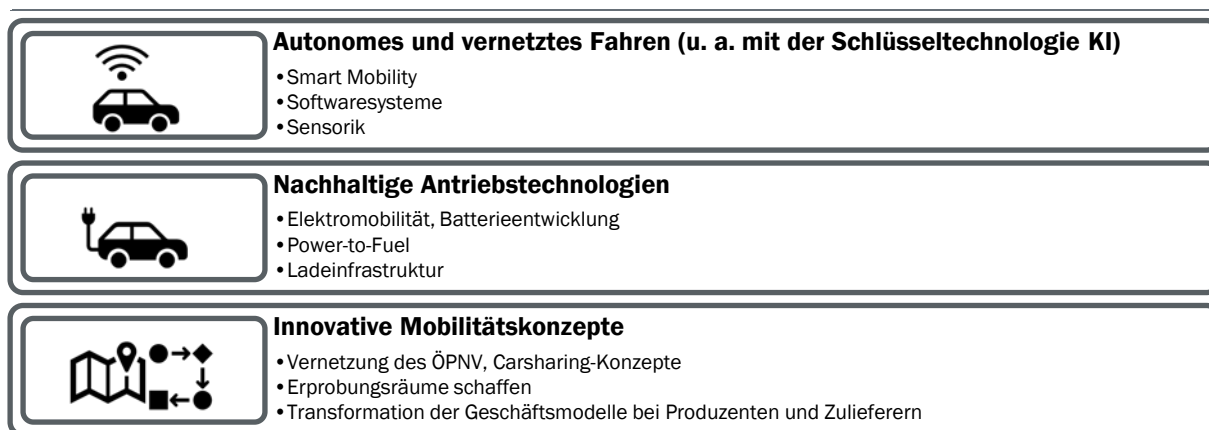 Autonomes und vernetztes Fahren (u. a. mit der Schlüsseltechnologie KI)
•Smart Mobility
•Softwaresysteme
•Sensorik
Nachhaltige Antriebstechnologien
•Elektromobilität, Batterieentwicklung
•Power-to-Fuel
•Ladeinfrastruktur
Innovative Mobilitätskonzepte
•Vernetzung des ÖPNV, Carsharing-Konzepte
•Erprobungsräume schaffen
•Transformation der Geschäftsmodelle bei Produzenten und Zulieferern